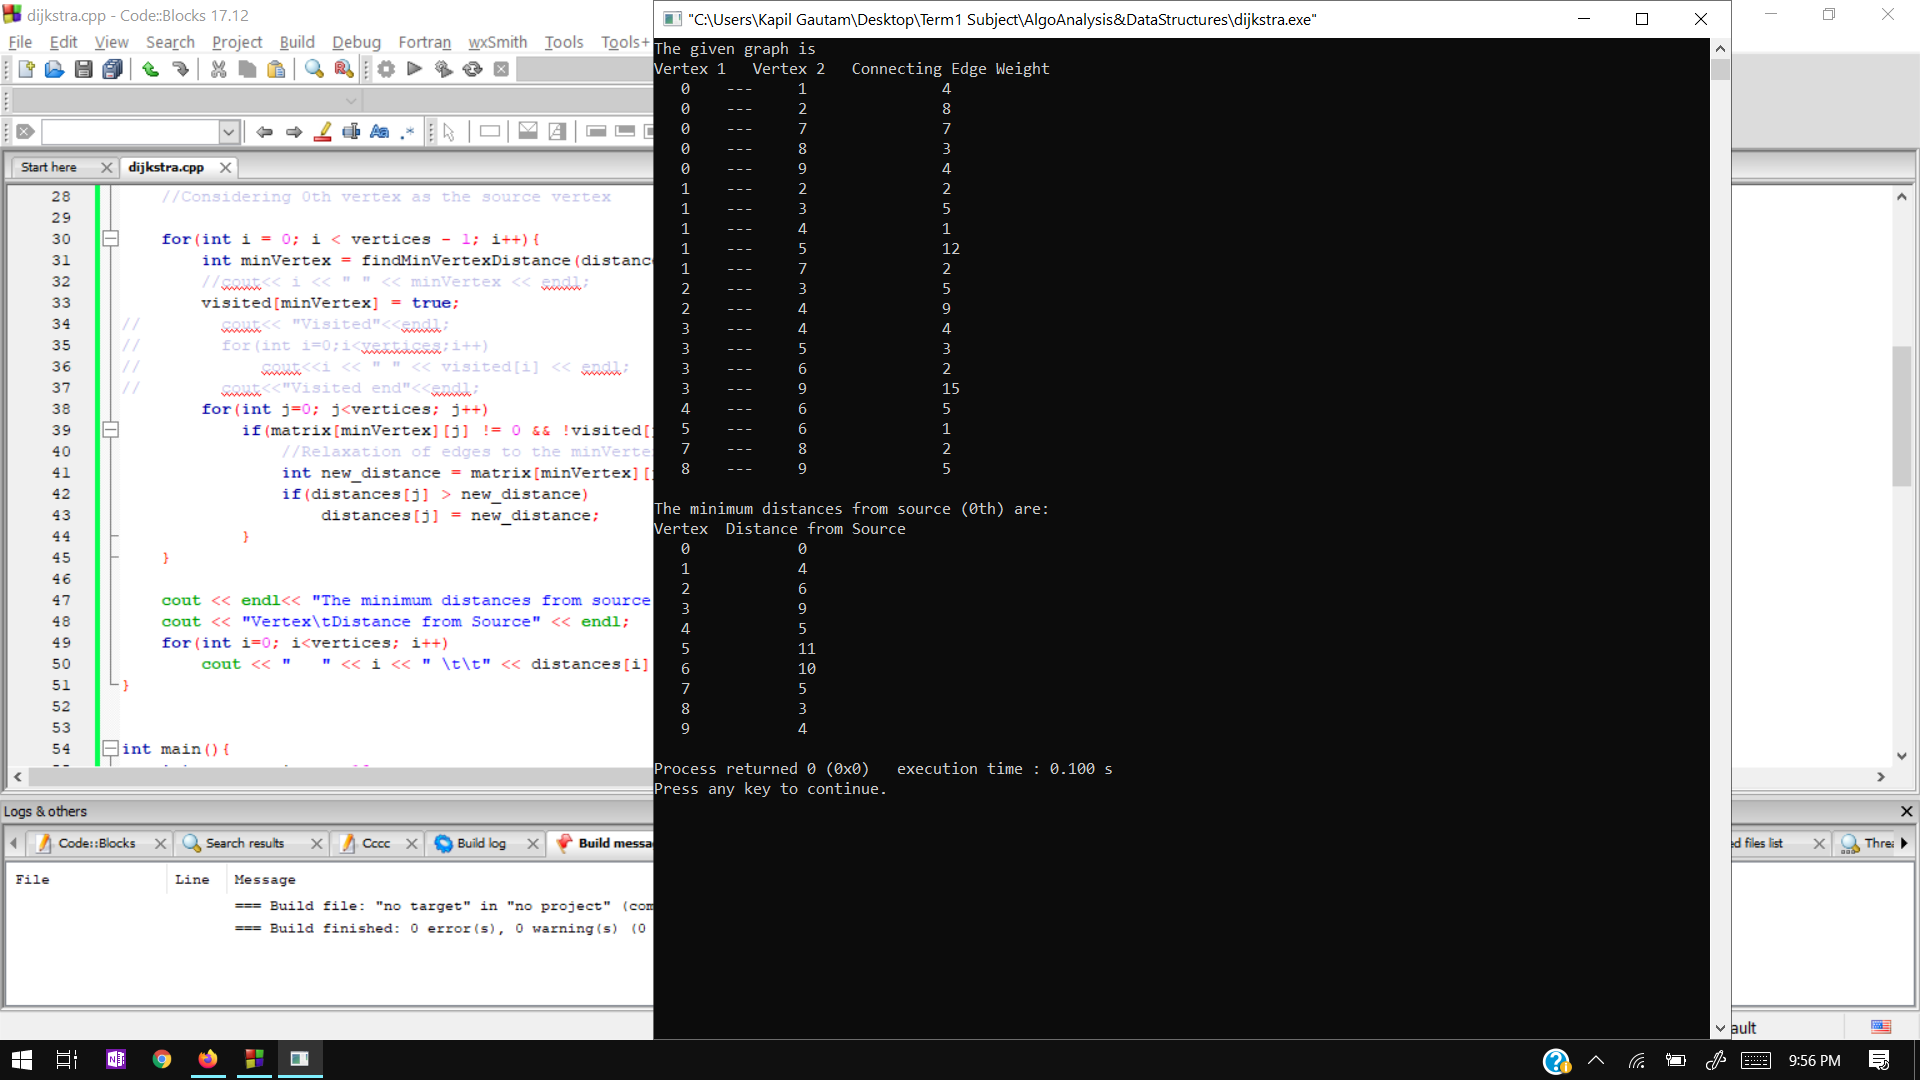 dijkstra.cpp - Code::Blocks 17.12
File Edit View Search Project Build Debug Fortran wxSmith Tools Tools+
Start here dijkstra.cpp
28 //Considering 0th vertex as the source vertex
29
30 for(int i = 0; i < vertices - 1; i++){
31 int minVertex = findMinVertexDistance(distanc
32 //cout<< i << " " << minVertex << endl;
33 visited[minVertex] = true;
34 // cout<< "Visited"<<endl;
35 // for(int i=0;i<vertices;i++)
36 // cout<<i << " " << visited[i] << endl;
37 // cout<<"Visited end"<<endl;
38 for(int j=0; j<vertices; j++)
39 if(matrix[minVertex][j] != 0 && !visited[
40 //Relaxation of edges to the minVerte
41 int new_distance = matrix[minVertex][
42 if(distances[j] > new_distance)
43 distances[j] = new_distance;
44 }
45 }
46
47 cout << endl<< "The minimum distances from source
48 cout << "Vertex\tDistance from Source" << endl;
49 for(int i=0; i<vertices; i++)
50 cout << "   " << i << " \t\t" << distances[i]
51 }
52
53
54 int main(){
Logs & others
Code::Blocks Search results Cccc Build log Build messa
File Line Message
=== Build file: "no target" in "no project" (com
=== Build finished: 0 error(s), 0 warning(s) (0
"C:\Users\Kapil Gautam\Desktop\Term1 Subject\AlgoAnalysis&DataStructures\dijkstra.exe"
The given graph is
Vertex 1 Vertex 2 Connecting Edge Weight
0 --- 1 4
0 --- 2 8
0 --- 7 7
0 --- 8 3
0 --- 9 4
1 --- 2 2
1 --- 3 5
1 --- 4 1
1 --- 5 12
1 --- 7 2
2 --- 3 5
2 --- 4 9
3 --- 4 4
3 --- 5 3
3 --- 6 2
3 --- 9 15
4 --- 6 5
5 --- 6 1
7 --- 8 2
8 --- 9 5
The minimum distances from source (0th) are:
Vertex Distance from Source
0 0
1 4
2 6
3 9
4 5
5 11
6 10
7 5
8 3
9 4
Process returned 0 (0x0) execution time : 0.100 s
Press any key to continue.
ed files list Threa
ault
9:56 PM